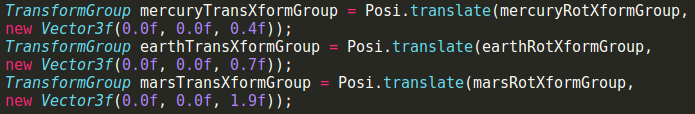 TransformGroup mercuryTransXformGroup = Posi.translate(mercuryRotXformGroup,
new Vector3f(0.0f, 0.0f, 0.4f));
TransformGroup earthTransXformGroup = Posi.translate(earthRotXformGroup,
new Vector3f(0.0f, 0.0f, 0.7f));
TransformGroup marsTransXformGroup = Posi.translate(marsRotXformGroup,
new Vector3f(0.0f, 0.0f, 1.9f));